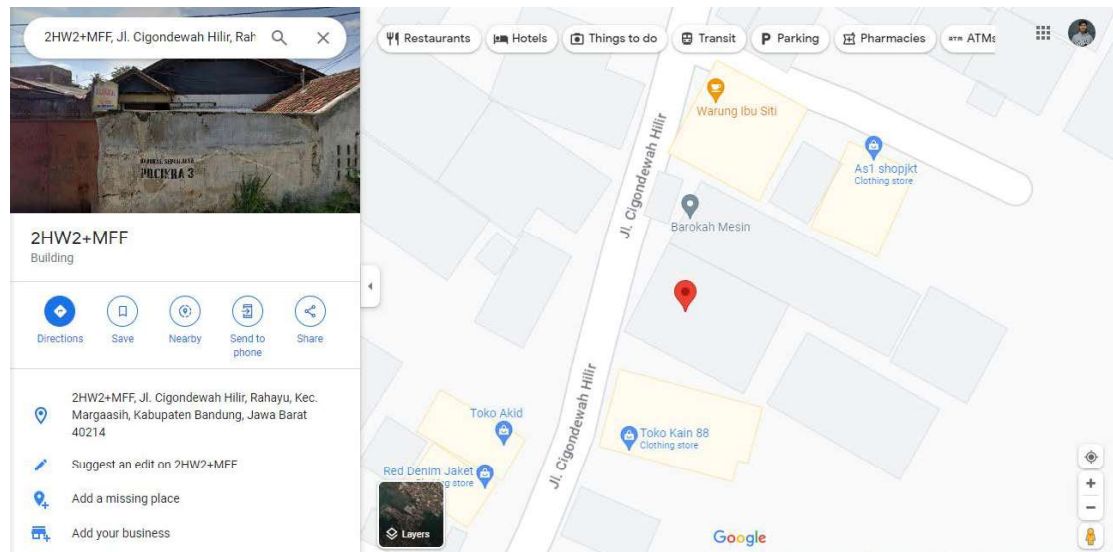 2HW2+MFF, Jl. Cigondewah Hilir, Rah
Restaurants
Hotels
Things to do
Transit
P Parking
Pharmacies
ATM ATMs
POCIKRA 3
2HW2+MFF
Building
Directions
Save
Nearby
Send to
phone
Share
2HW2+MFF, Jl. Cigondewah Hilir, Rahayu, Kec.
Margaasih, Kabupaten Bandung, Jawa Barat
40214
Suggest an edit on 2HW2+MFF
Add a missing place
Add your business
Warung Ibu Siti
As1 shopjkt
Clothing store
Jl. Cigondewah Hilir
Barokah Mesin
Jl. Cigondewah Hilir
Toko Akid
Toko Kain 88
Clothing store
Red Denim Jaket
g store
Jl. Cigondewah Hilir
Layers
Google